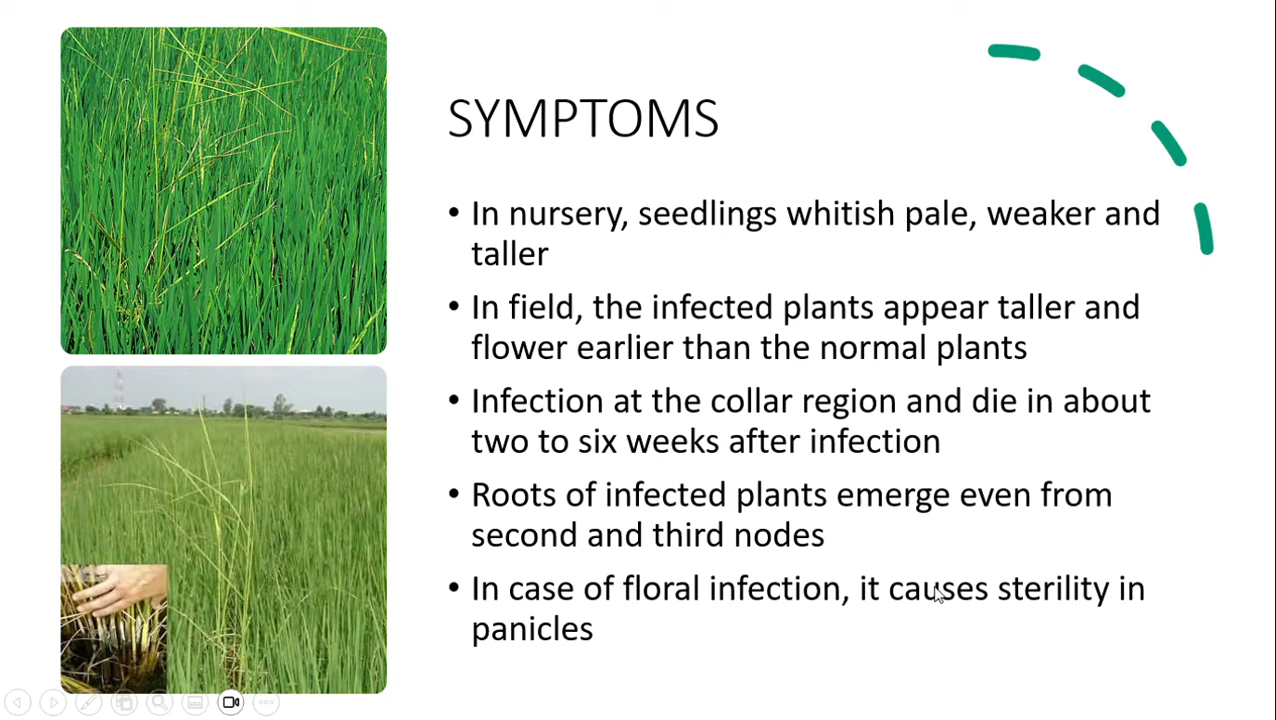 SYMPTOMS
• In nursery, seedlings whitish pale, weaker and
taller
• In field, the infected plants appear taller and
flower earlier than the normal plants
• Infection at the collar region and die in about
two to six weeks after infection
• Roots of infected plants emerge even from
second and third nodes
• In case of floral infection, it causes sterility in
panicles